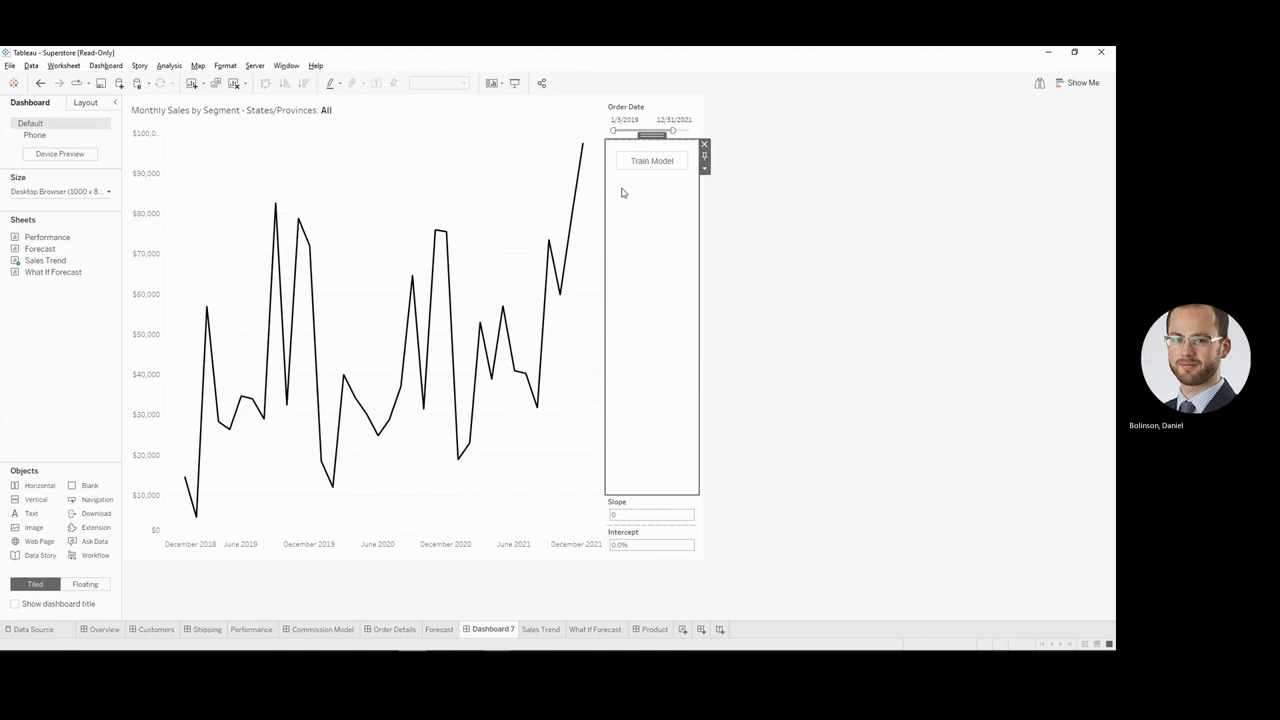 Tableau - Superstore [Read-Only]
File Data Worksheet Dashboard Story Analysis Map Format Server Window Help
Show Me
Dashboard Layout
Default
Phone
Device Preview
Size
Desktop Browser (1000 x 8...
Sheets
Performance
Forecast
Sales Trend
What If Forecast
Objects
Horizontal Blank
Vertical Navigation
Text Download
Image Extension
Web Page Ask Data
Data Story Workflow
Tiled Floating
Show dashboard title
Monthly Sales by Segment - States/Provinces: All
$100,0..
$90,000
$80,000
$70,000
$60,000
$50,000
$40,000
$30,000
$20,000
$10,000
$0
December 2018 June 2019 December 2019 June 2020 December 2020 June 2021 December 2021
Order Date
1/3/2019 12/31/2021
Train Model
Slope
0
Intercept
0.0%
Bolinson, Daniel
Data Source Overview Customers Shipping Performance Commission Model Order Details Forecast Dashboard 7 Sales Trend What If Forecast Product